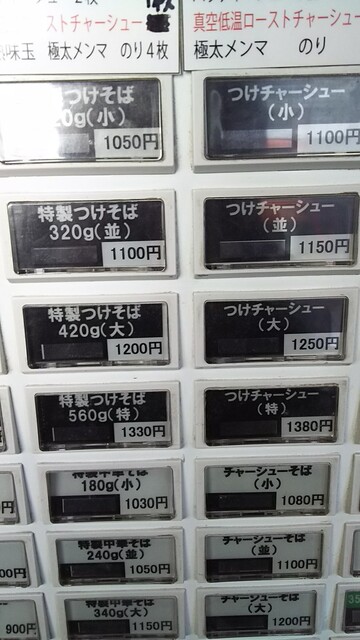 ストチャーシュー
味玉 極太メンマ のり4枚
真空低温ローストチャーシュー
極太メンマ のり
つけそば
0g(小)
1050円
つけチャーシュー
(小)
1100円
特製つけそば
320g(並)
1100円
つけチャーシュー
(並)
1150円
特製つけそば
420g(大)
1200円
つけチャーシュー
(大)
1250円
特製つけそば
560g(特)
1330円
つけチャーシュー
(特)
1380円
特製中華そば
180g(小)
1030円
チャーシューそば
(小)
1080円
特製中華そば
240g(並)
1050円
チャーシューそば
(並)
1100円
900円
特製中華そば
340g(大)
1150円
チャーシューそば
(大)
1200円